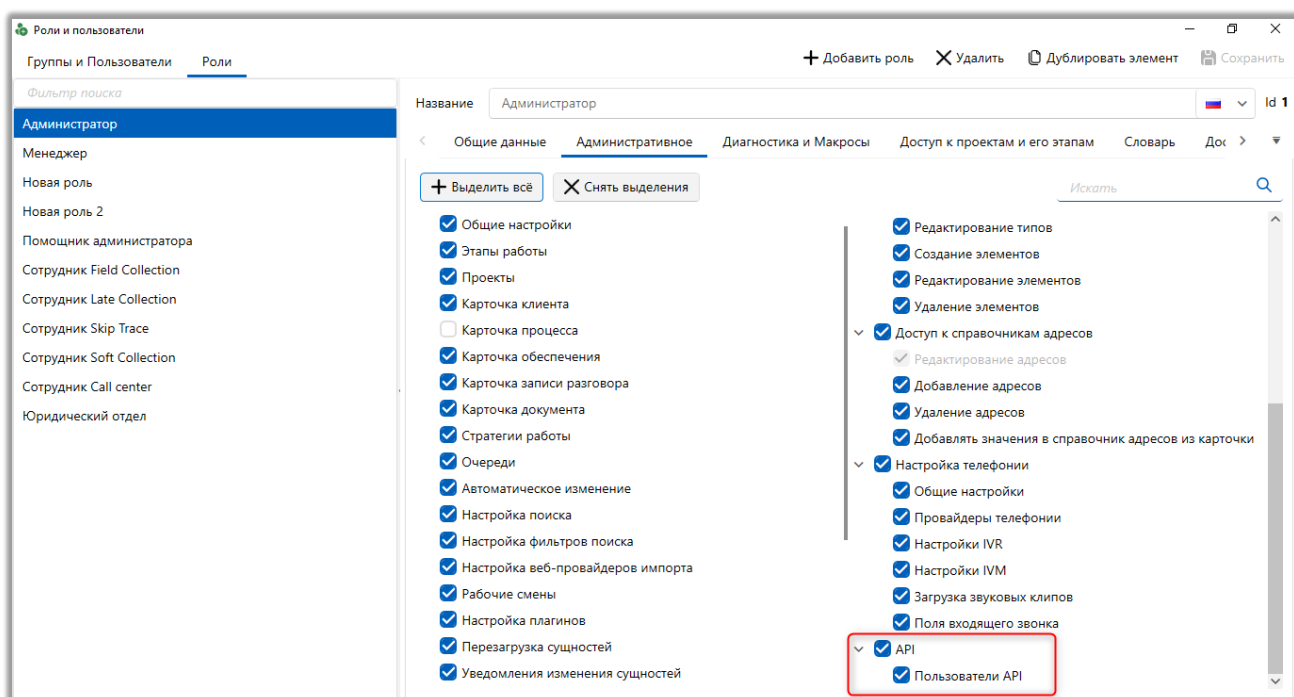 Роли и пользователи
Группы и Пользователи Роли
Добавить роль Удалить Дублировать элемент Сохранить
Фильтр поиска
Администратор
Менеджер
Новая роль
Новая роль 2
Помощник администратора
Сотрудник Field Collection
Сотрудник Late Collection
Сотрудник Skip Trace
Сотрудник Soft Collection
Сотрудник Call center
Юридический отдел
Название Администратор Id 1
Общие данные Административное Диагностика и Макросы Доступ к проектам и его этапам Словарь Дос
Выделить всё Снять выделения Искать
Общие настройки
Этапы работы
Проекты
Карточка клиента
Карточка процесса
Карточка обеспечения
Карточка записи разговора
Карточка документа
Стратегии работы
Очереди
Автоматическое изменение
Настройка поиска
Настройка фильтров поиска
Настройка веб-провайдеров импорта
Рабочие смены
Настройка плагинов
Перезагрузка сущностей
Уведомления изменения сущностей
Редактирование типов
Создание элементов
Редактирование элементов
Удаление элементов
Доступ к справочникам адресов
Редактирование адресов
Добавление адресов
Удаление адресов
Добавлять значения в справочник адресов из карточки
Настройка телефонии
Общие настройки
Провайдеры телефонии
Настройки IVR
Настройки IVM
Загрузка звуковых клипов
Поля входящего звонка
API
Пользователи API